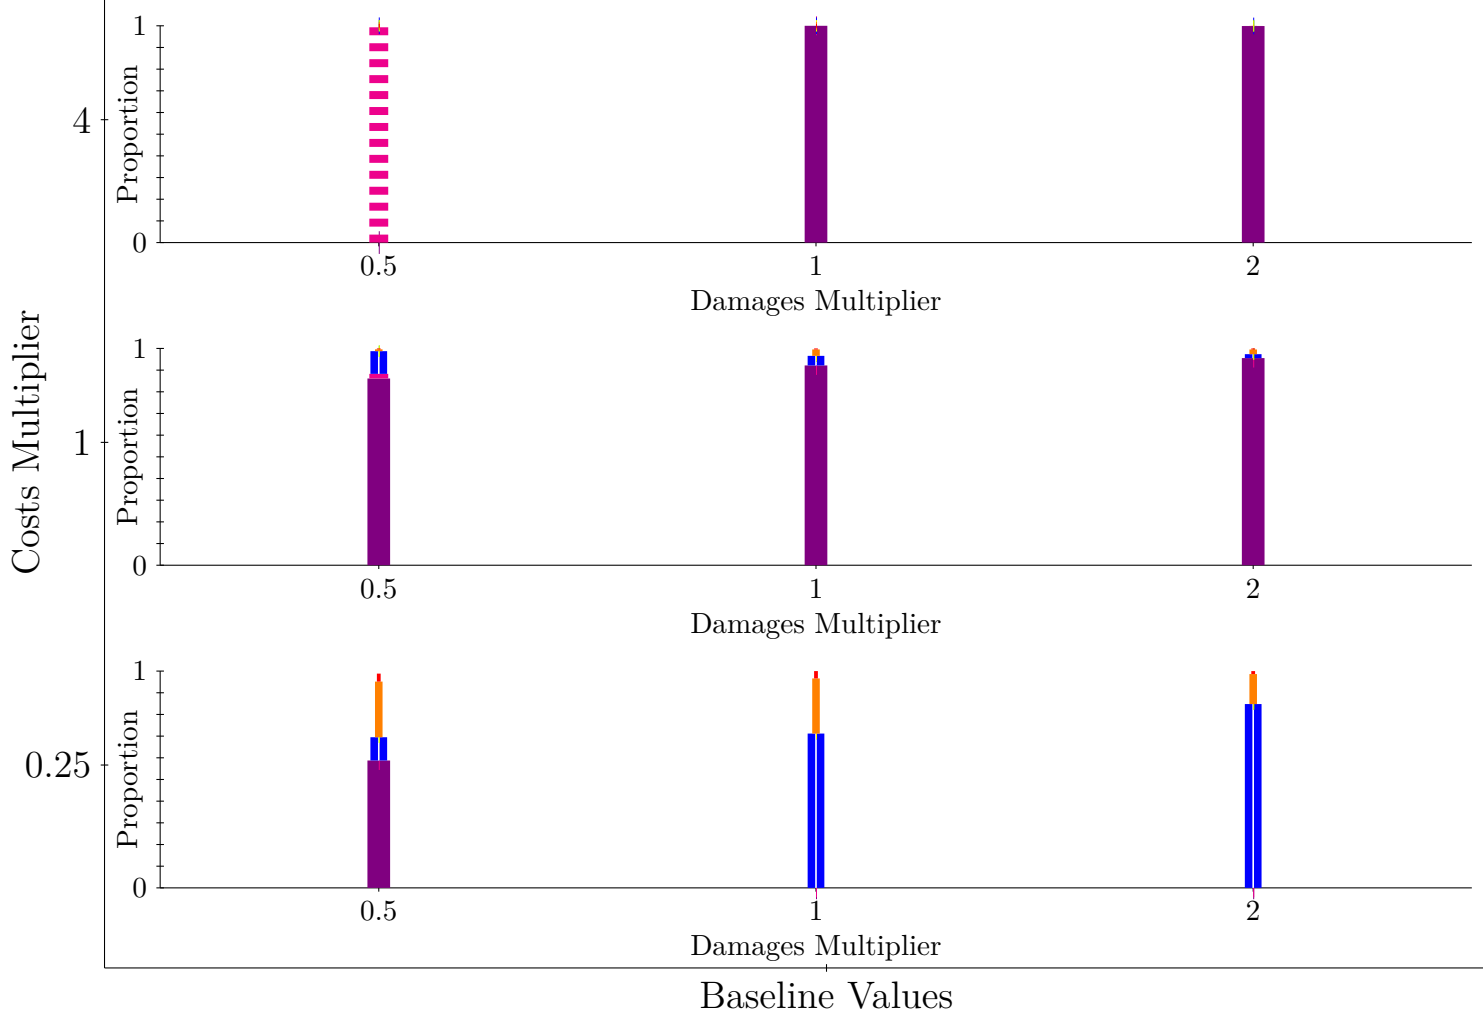 Costs Multiplier
4
Proportion
1
0
0.5 1 2
Damages Multiplier
1
Proportion
1
0
0.5 1 2
Damages Multiplier
0.25
Proportion
1
0
0.5 1 2
Damages Multiplier
Baseline Values